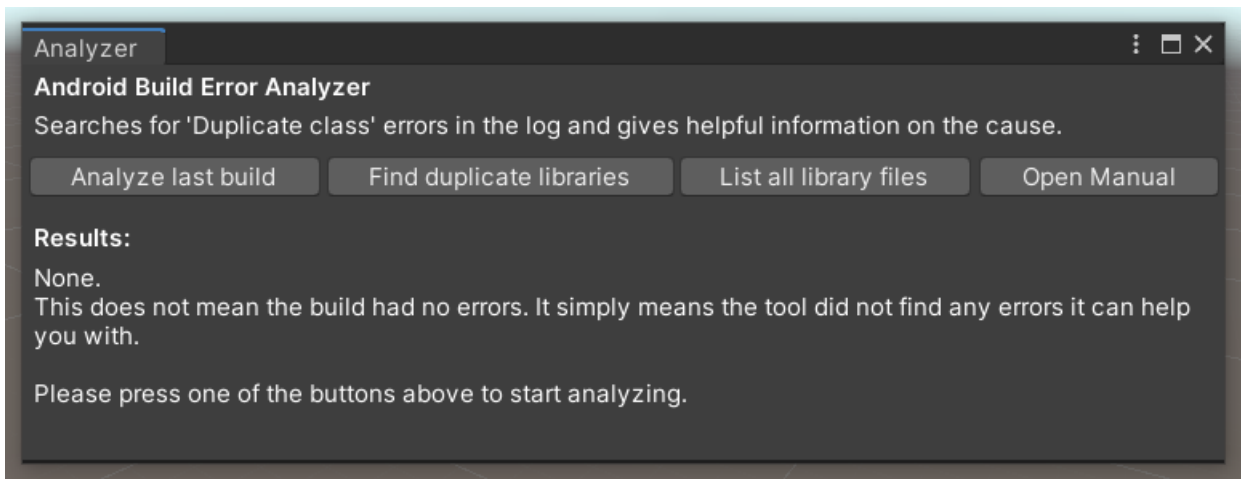 Analyzer
Android Build Error Analyzer
Searches for 'Duplicate class' errors in the log and gives helpful information on the cause.
Analyze last build Find duplicate libraries List all library files Open Manual
Results:
None.
This does not mean the build had no errors. It simply means the tool did not find any errors it can help
you with.
Please press one of the buttons above to start analyzing.